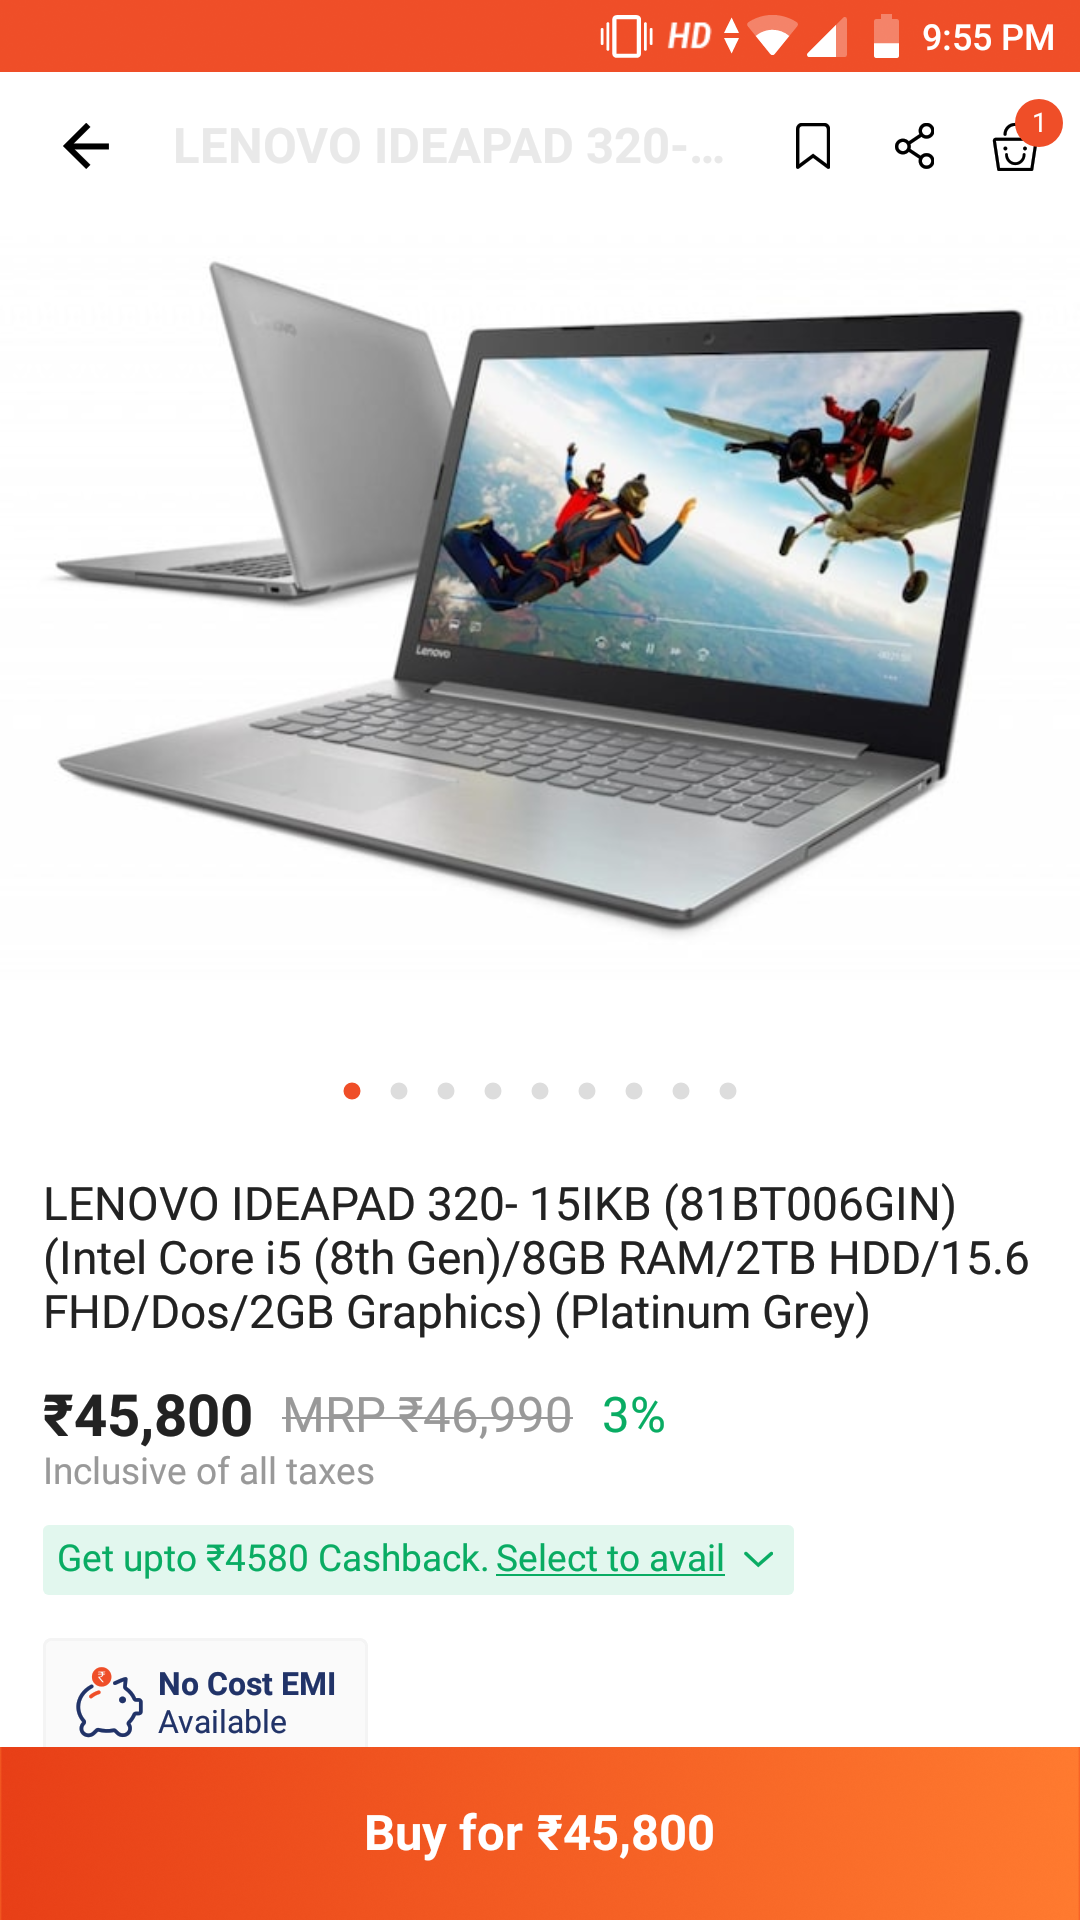 HD 9:55 PM
LENOVO IDEAPAD 320-...
1
Lenovo
LENOVO IDEAPAD 320- 15IKB (81BT006GIN)
(Intel Core i5 (8th Gen)/8GB RAM/2TB HDD/15.6
FHD/Dos/2GB Graphics) (Platinum Grey)
₹45,800 MRP ₹46,990 3%
Inclusive of all taxes
Get upto ₹4580 Cashback. Select to avail
₹
No Cost EMI
Available
Buy for ₹45,800